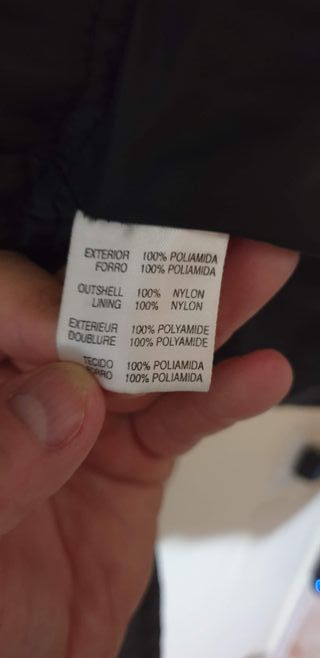 EXTERIOR 100% POLIAMIDA
FORRO 100% POLIAMIDA
OUTSHELL 100% NYLON
LINING 100% NYLON
EXTERIEUR 100% POLYAMIDE
DOUBLURE 100% POLYAMIDE
TECIDO 100% POLIAMIDA
FORRO 100% POLIAMIDA